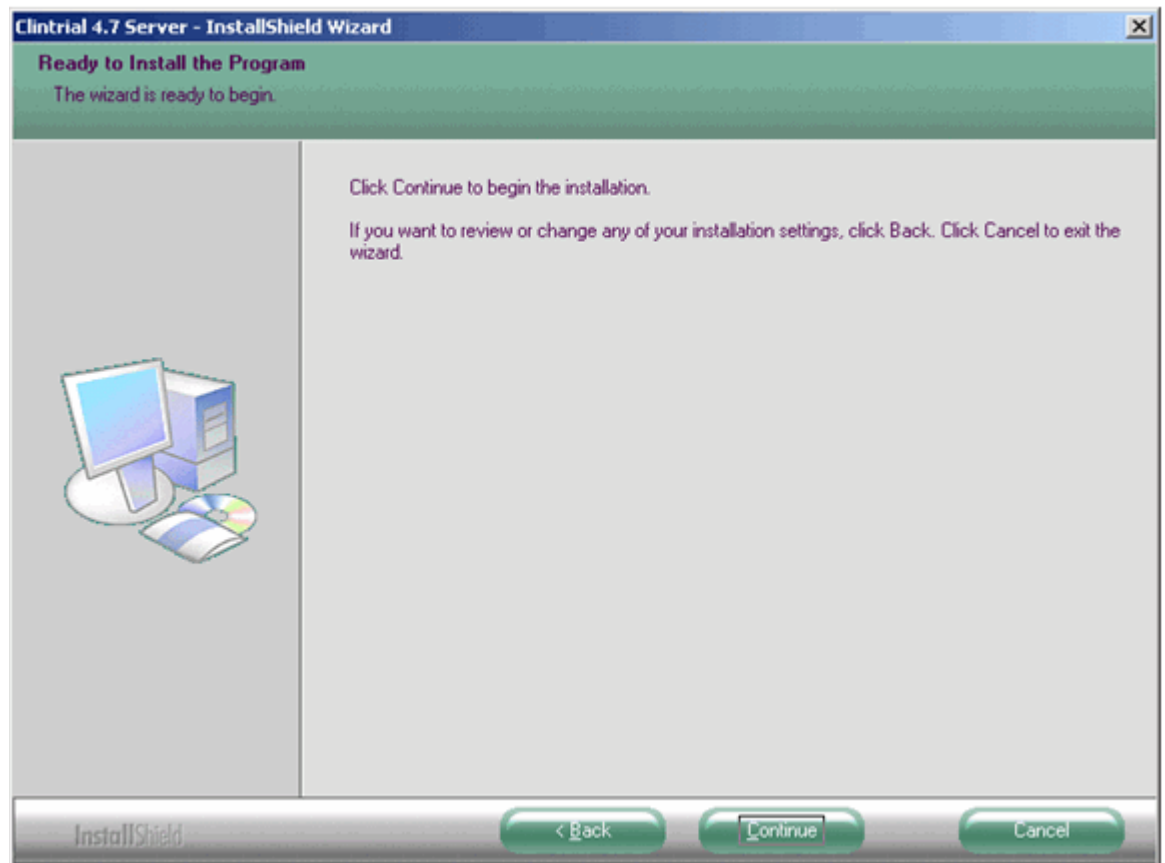 Clintrial 4.7 Server - InstallShield Wizard
Ready to Install the Program
The wizard is ready to begin.
Click Continue to begin the installation.
If you want to review or change any of your installation settings, click Back. Click Cancel to exit the
wizard.
InstallShield
< Back
Continue
Cancel